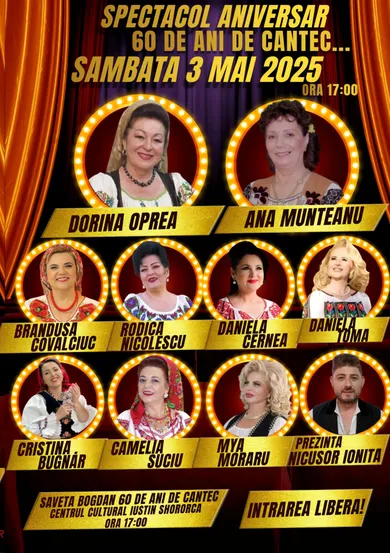 SPECTACOL ANIVERSAR
60 DE ANI DE CANTEC...
SAMBATA 3 MAI 2025
ORA 17:00
DORINA OPREA
ANA MUNTEANU
BRANDUSA
COVALCIUC
RODICA
NICOLESCU
DANIELA
CERNEA
DANIELA
TOMA
CRISTINA
BUGNĂR
CAMELIA
SUCIU
MYA
MORARU
PREZINTA
NICUSOR IONITA
SAVETA BOGDAN 60 DE ANI DE CANTEC
CENTRUL CULTURAL IUSTIN SHORORCA
ORA 17:00
INTRAREA LIBERA!